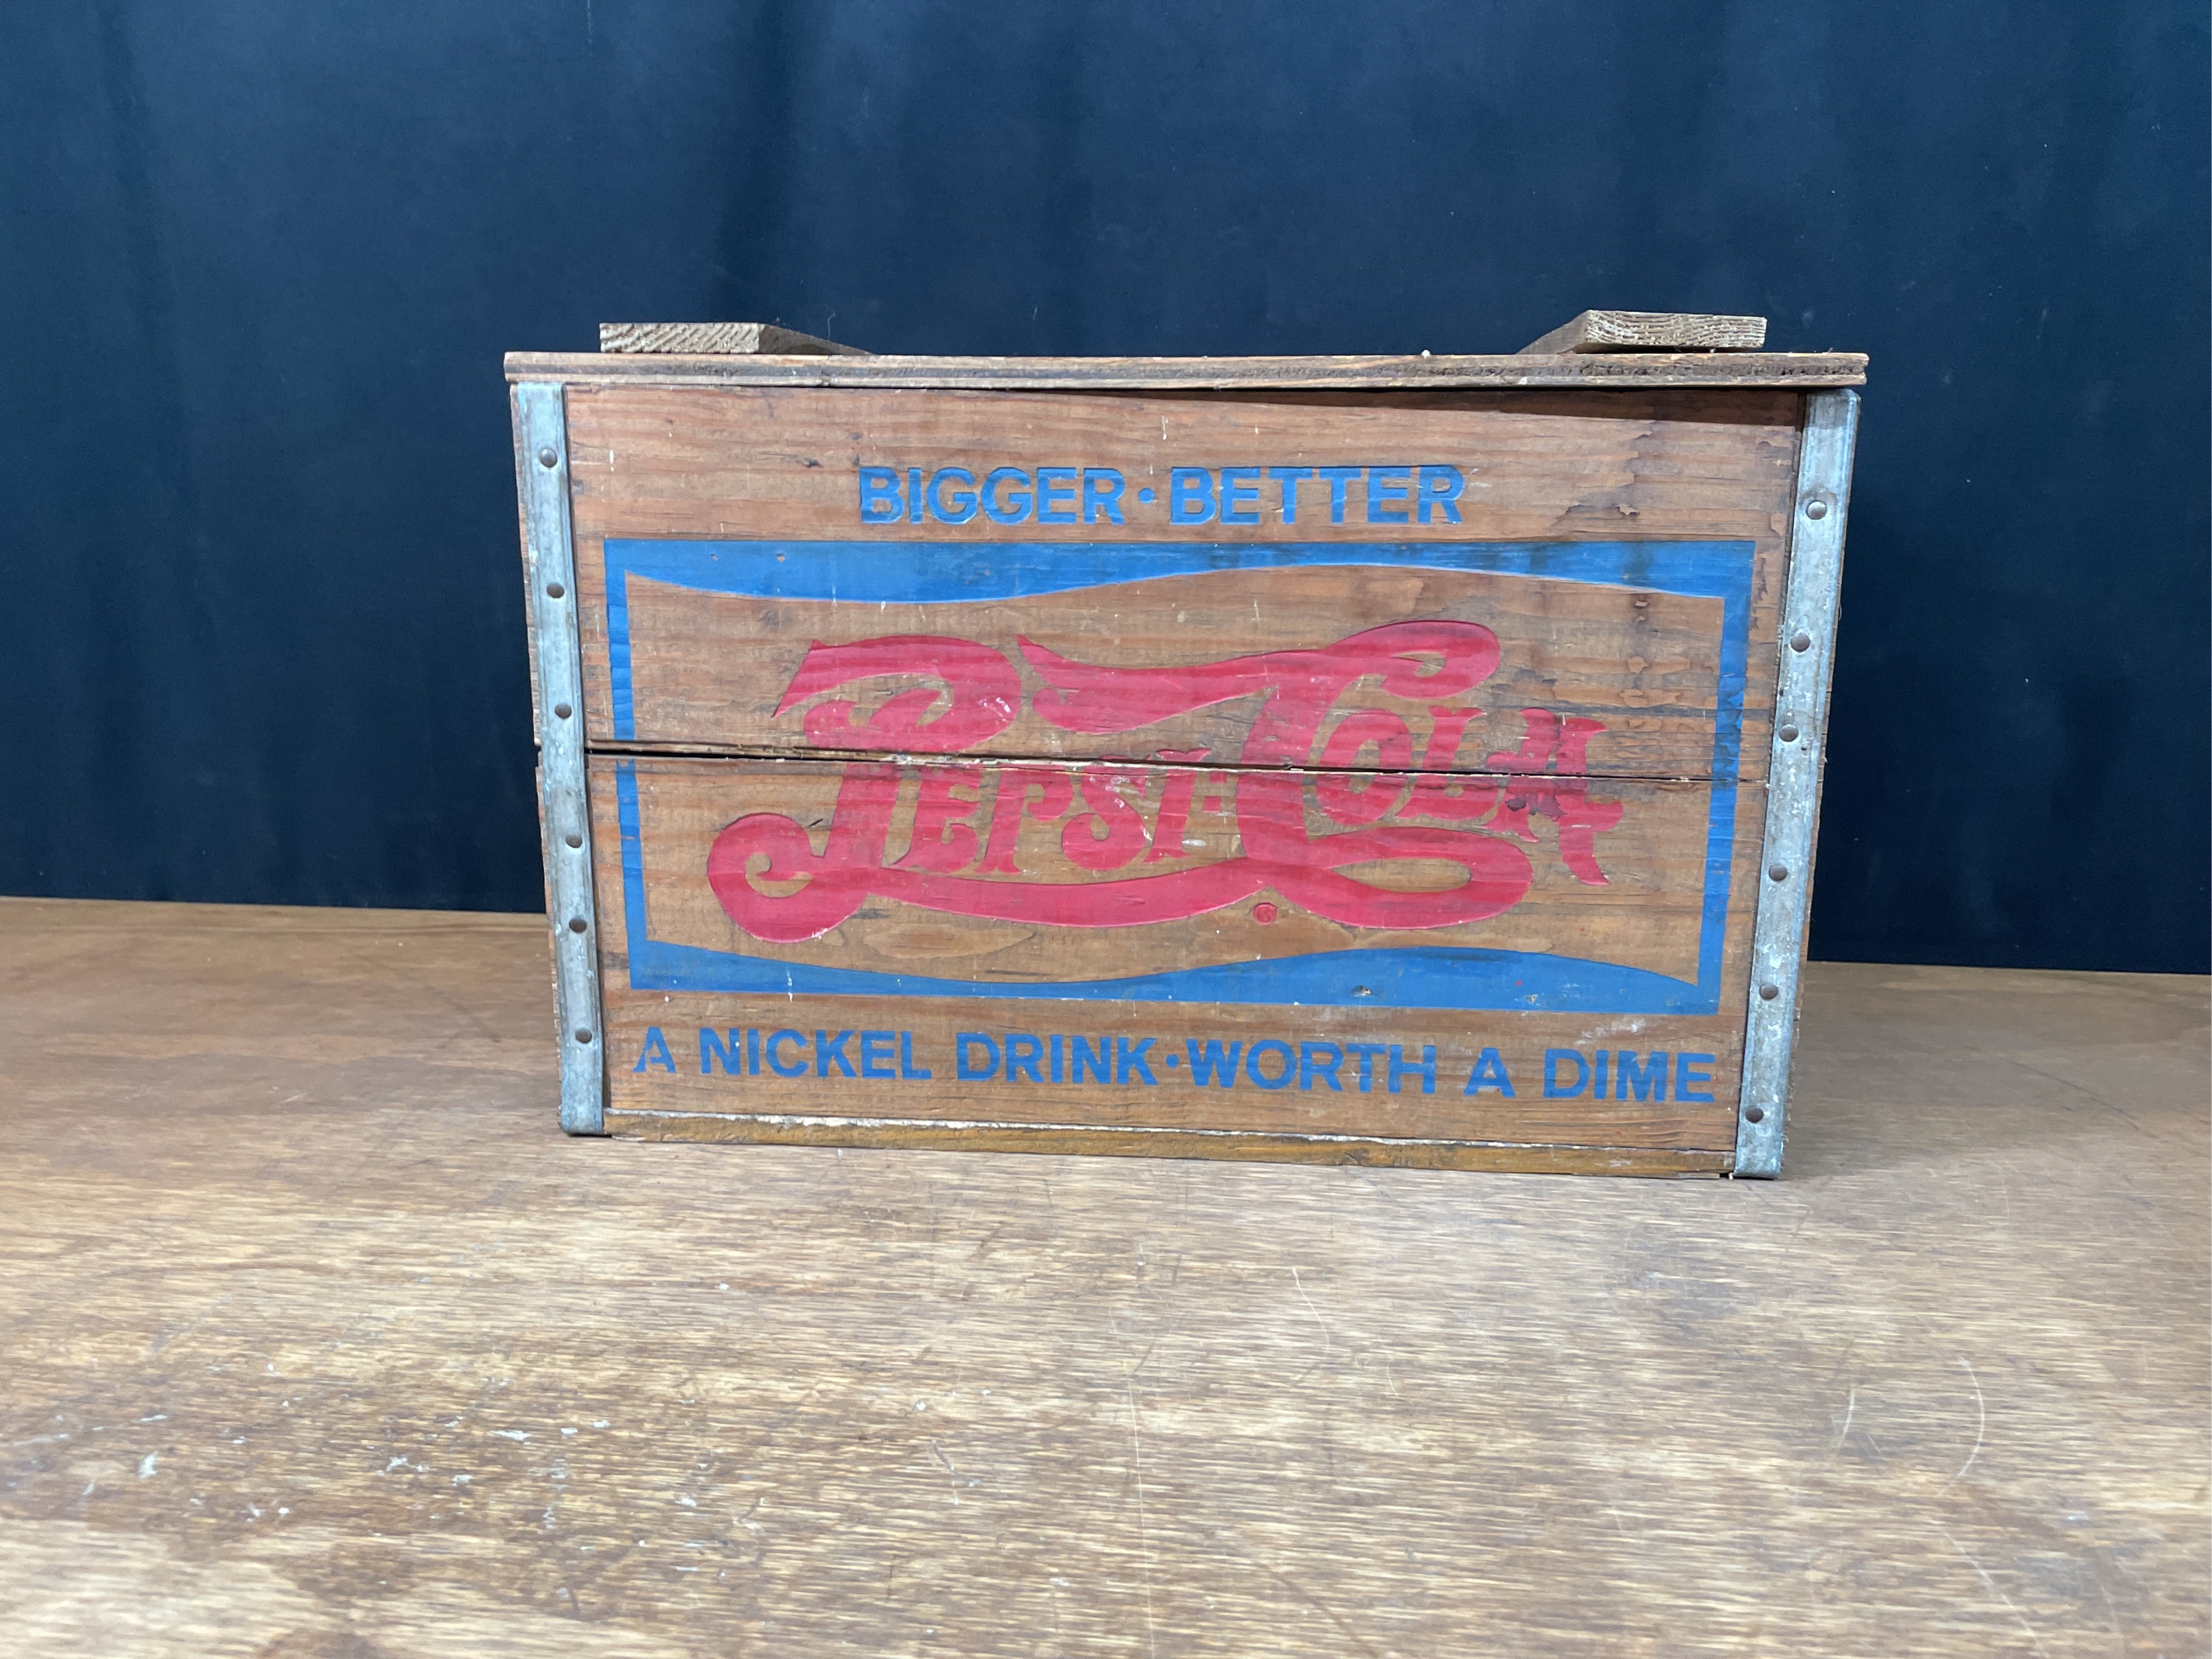 BIGGER • BETTER
PEPSI-COLA
®
A NICKEL DRINK • WORTH A DIME